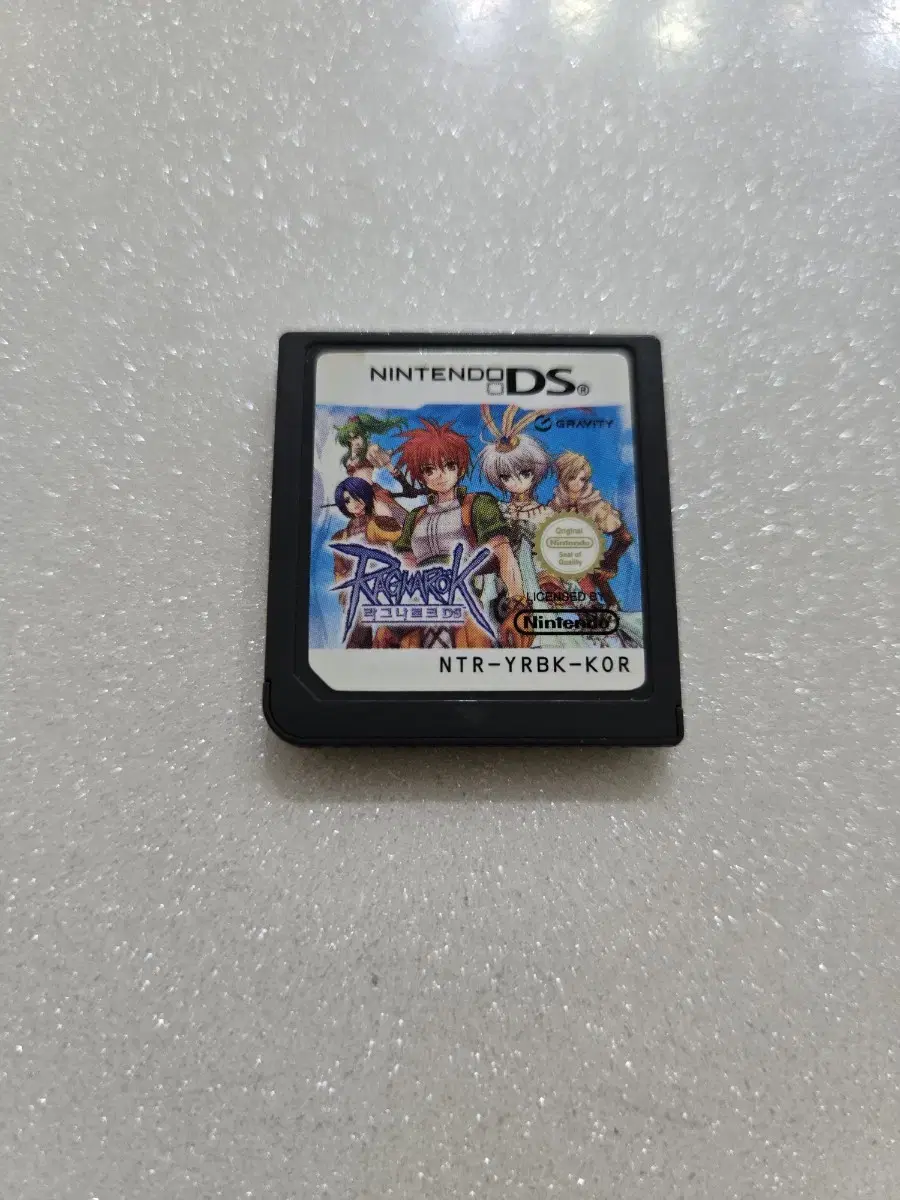 NINTENDO DS®
GRAVITY
Original
Nintendo
Seal of
Quality
RAGNARÖK
라그나로크 DS
LICENSED BY
Nintendo
NTR-YRBK-KOR